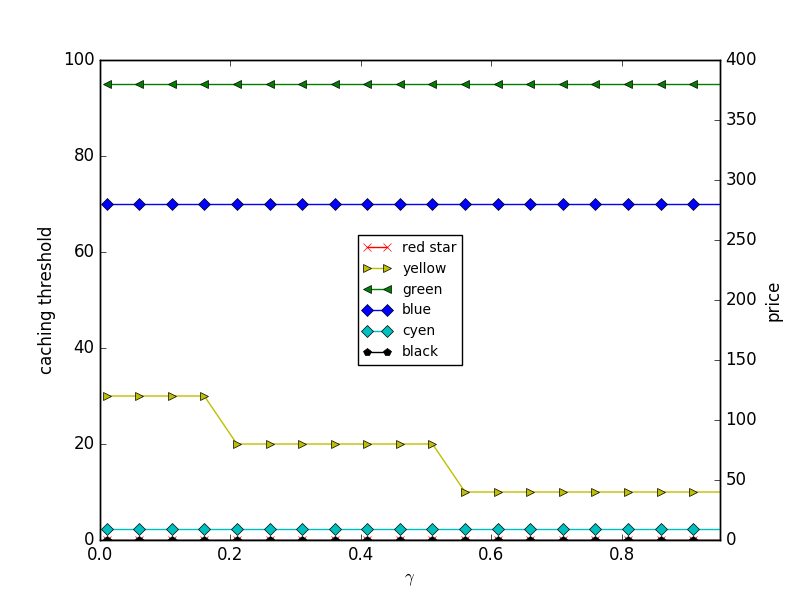 100
80
60
40
20
0
caching threshold
400
350
300
250
200
150
100
50
0
price
red star
yellow
green
blue
cyen
black
0.0 0.2 0.4 0.6 0.8
γ